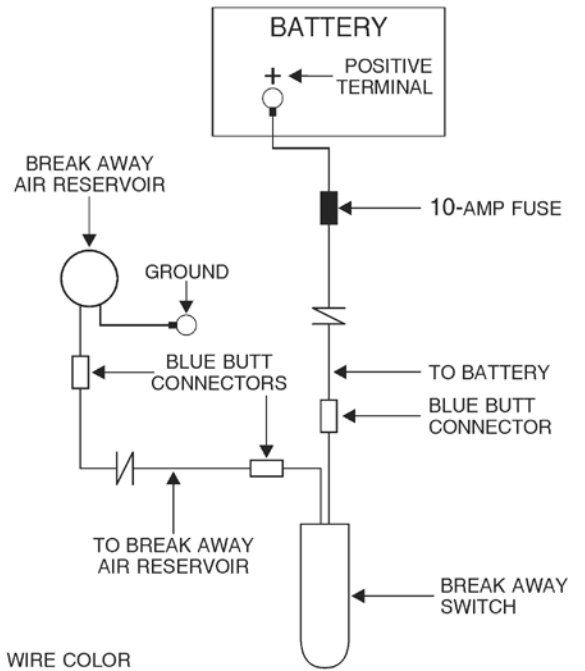 BATTERY
+
POSITIVE
TERMINAL
BREAK AWAY
AIR RESERVOIR
10-AMP FUSE
GROUND
BLUE BUTT
CONNECTORS
TO BATTERY
BLUE BUTT
CONNECTOR
TO BREAK AWAY
AIR RESERVOIR
BREAK AWAY
SWITCH
WIRE COLOR